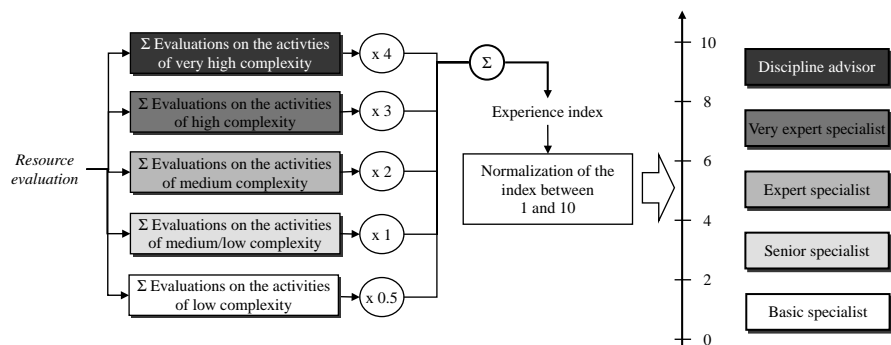 Resource
evaluation
Σ Evaluations on the activties
of very high complexity
x 4
Σ Evaluations on the activities
of high complexity
x 3
Σ Evaluations on the activities
of medium complexity
x 2
Σ Evaluations on the activities
of medium/low complexity
x 1
Σ Evaluations on the activities
of low complexity
x 0.5
Σ
Experience index
Normalization of the
index between
1 and 10
10
8
6
4
2
0
Discipline advisor
Very expert specialist
Expert specialist
Senior specialist
Basic specialist